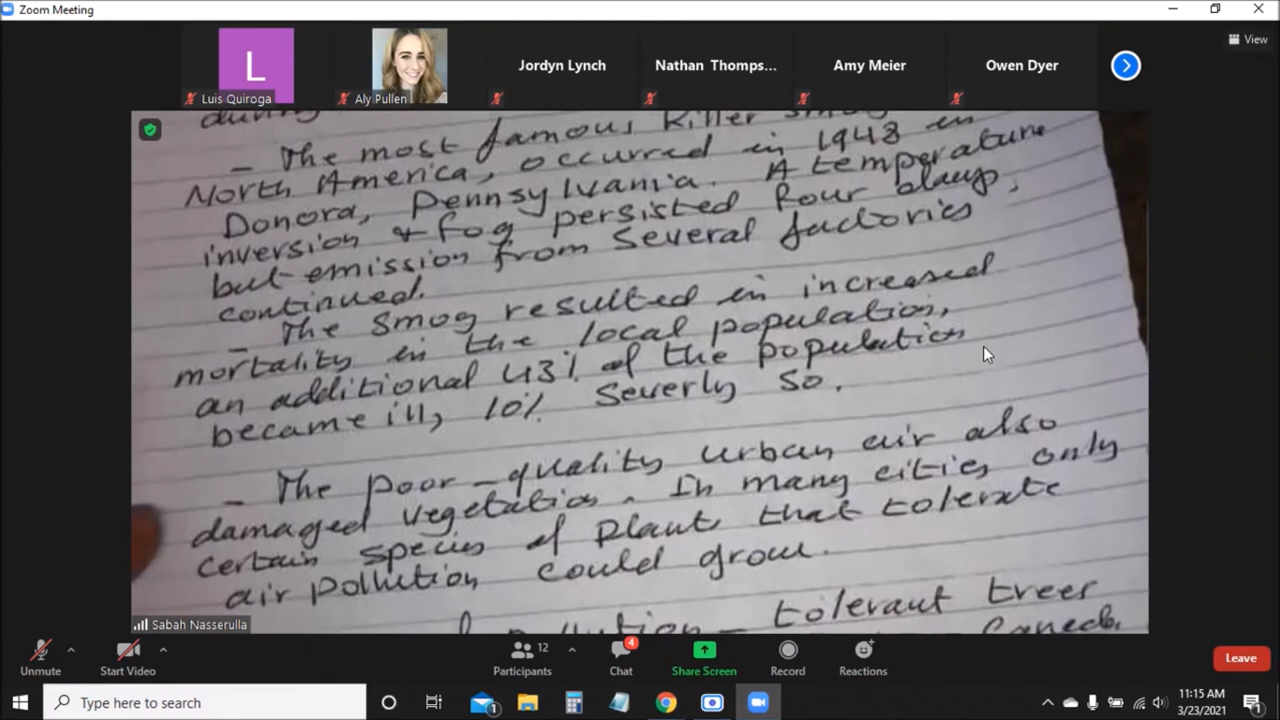 Zoom Meeting
View
L
Luis Quiroga
Aly Pullen
Jordyn Lynch
Nathan Thomps...
Amy Meier
Owen Dyer
during
- The most famous Killer smog
North America, occurred in 1948 in
Donora, Pennsylvania. A temperature
inversion & fog persisted four days,
but emission from several factories
continued.
- The smog resulted in increased
mortality in the local population,
an additional 43% of the population
became ill, 10% Severly so.
- The poor-quality urban air also
damaged vegetation. In many cities only
certain species of plant that tolerate
air pollution could grow.
pollution - tolerant trees
Canada.
Sabah Nasserulla
Unmute
Start Video
12
Participants
4
Chat
Share Screen
Record
Reactions
Leave
Type here to search
1
11:15 AM
3/23/2021
1